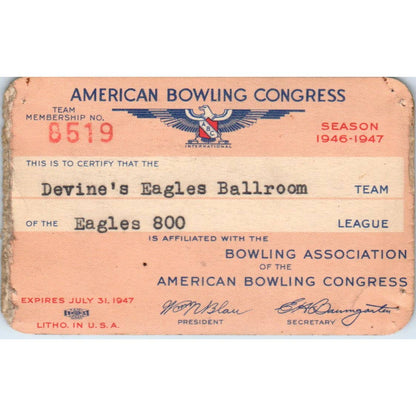 AMERICAN BOWLING CONGRESS
TEAM
MEMBERSHIP NO.
8519
ABC
INTERNATIONAL
SEASON
1946-1947
THIS IS TO CERTIFY THAT THE
Devine's Eagles Ballroom TEAM
OF THE Eagles 800 LEAGUE
IS AFFILIATED WITH THE
BOWLING ASSOCIATION
OF THE
AMERICAN BOWLING CONGRESS
EXPIRES JULY 31, 1947
LITHO. IN U.S.A.
PRESIDENT
E H Baumgarten
SECRETARY